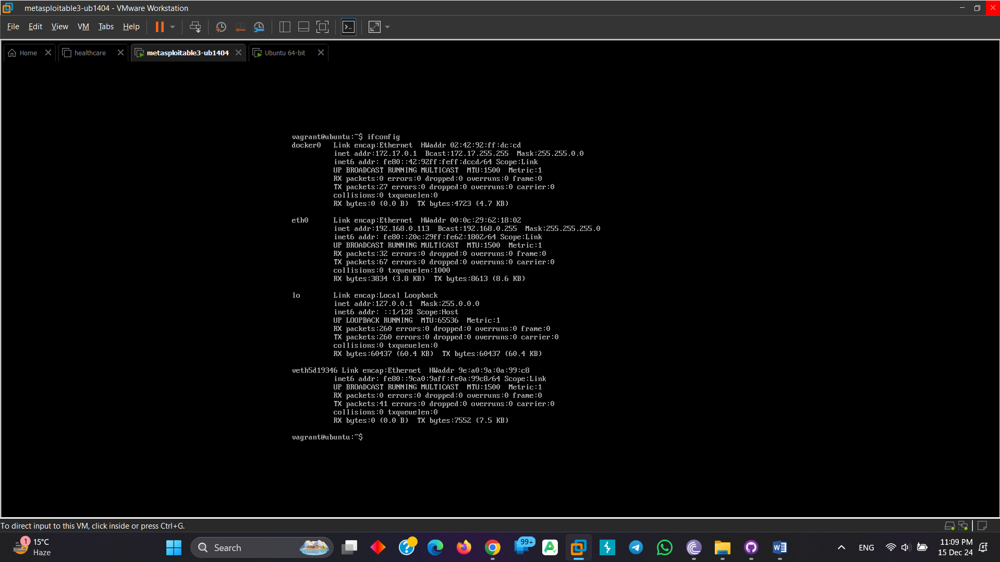 metasploitable3-ub1404 - VMware Workstation
File Edit View VM Tabs Help
Home healthcare metasploitable3-ub1404 Ubuntu 64-bit
vagrant@ubuntu:~$ ifconfig
docker0 Link encap:Ethernet HWaddr 02:42:92:ff:dc:cd
inet addr:172.17.0.1 Bcast:172.17.255.255 Mask:255.255.0.0
inet6 addr: fe80::42:92ff:feff:dccd/64 Scope:Link
UP BROADCAST RUNNING MULTICAST MTU:1500 Metric:1
RX packets:0 errors:0 dropped:0 overruns:0 frame:0
TX packets:27 errors:0 dropped:0 overruns:0 carrier:0
collisions:0 txqueuelen:0
RX bytes:0 (0.0 B) TX bytes:4723 (4.7 KB)
eth0 Link encap:Ethernet HWaddr 00:0c:29:62:18:02
inet addr:192.168.0.113 Bcast:192.168.0.255 Mask:255.255.255.0
inet6 addr: fe80::20c:29ff:fe62:1802/64 Scope:Link
UP BROADCAST RUNNING MULTICAST MTU:1500 Metric:1
RX packets:32 errors:0 dropped:0 overruns:0 frame:0
TX packets:67 errors:0 dropped:0 overruns:0 carrier:0
collisions:0 txqueuelen:1000
RX bytes:3834 (3.8 KB) TX bytes:8613 (8.6 KB)
lo Link encap:Local Loopback
inet addr:127.0.0.1 Mask:255.0.0.0
inet6 addr: ::1/128 Scope:Host
UP LOOPBACK RUNNING MTU:65536 Metric:1
RX packets:260 errors:0 dropped:0 overruns:0 frame:0
TX packets:260 errors:0 dropped:0 overruns:0 carrier:0
collisions:0 txqueuelen:0
RX bytes:60437 (60.4 KB) TX bytes:60437 (60.4 KB)
veth5d19346 Link encap:Ethernet HWaddr 9e:a0:9a:0a:99:c8
inet6 addr: fe80::9ca0:9aff:fe0a:99c8/64 Scope:Link
UP BROADCAST RUNNING MULTICAST MTU:1500 Metric:1
RX packets:0 errors:0 dropped:0 overruns:0 frame:0
TX packets:41 errors:0 dropped:0 overruns:0 carrier:0
collisions:0 txqueuelen:0
RX bytes:0 (0.0 B) TX bytes:7552 (7.5 KB)
vagrant@ubuntu:~$
To direct input to this VM, click inside or press Ctrl+G.
1 15°C
Haze
Search
99+
ENG
11:09 PM
15 Dec 24